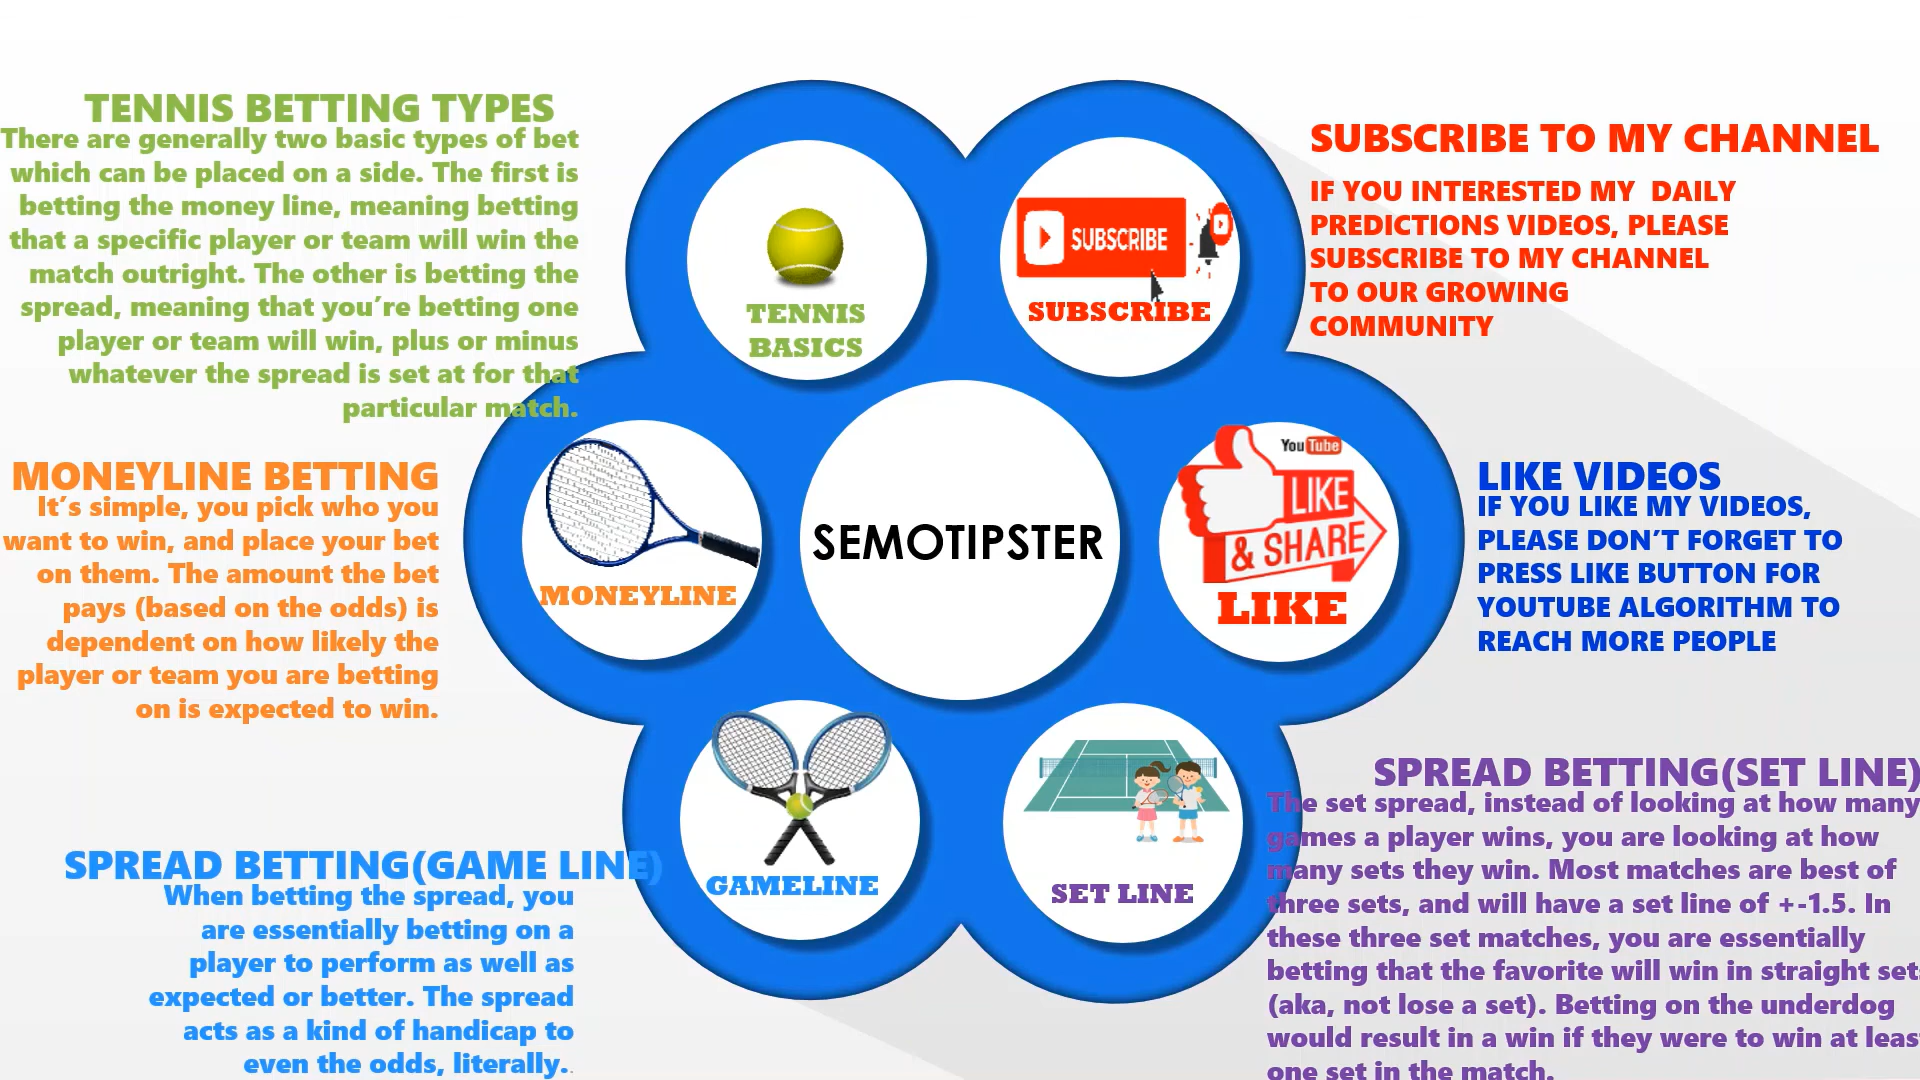 TENNIS BETTING TYPES
There are generally two basic types of bet
which can be placed on a side. The first is
betting the money line, meaning betting
that a specific player or team will win the
match outright. The other is betting the
spread, meaning that you’re betting one
player or team will win, plus or minus
whatever the spread is set at for that
particular match.
MONEYLINE BETTING
It’s simple, you pick who you
want to win, and place your bet
on them. The amount the bet
pays (based on the odds) is
dependent on how likely the
player or team you are betting
on is expected to win.
SPREAD BETTING(GAME LINE)
When betting the spread, you
are essentially betting on a
player to perform as well as
expected or better. The spread
acts as a kind of handicap to
even the odds, literally..
TENNIS
BASICS
SUBSCRIBE
SUBSCRIBE
MONEYLINE
SEMOTIPSTER
YouTube
LIKE
& SHARE
LIKE
GAMELINE
SET LINE
SUBSCRIBE TO MY CHANNEL
IF YOU INTERESTED MY DAILY
PREDICTIONS VIDEOS, PLEASE
SUBSCRIBE TO MY CHANNEL
TO OUR GROWING
COMMUNITY
LIKE VIDEOS
IF YOU LIKE MY VIDEOS,
PLEASE DON’T FORGET TO
PRESS LIKE BUTTON FOR
YOUTUBE ALGORITHM TO
REACH MORE PEOPLE
SPREAD BETTING(SET LINE)
The set spread, instead of looking at how many
games a player wins, you are looking at how
many sets they win. Most matches are best of
three sets, and will have a set line of +-1.5. In
these three set matches, you are essentially
betting that the favorite will win in straight sets
(aka, not lose a set). Betting on the underdog
would result in a win if they were to win at least
one set in the match.